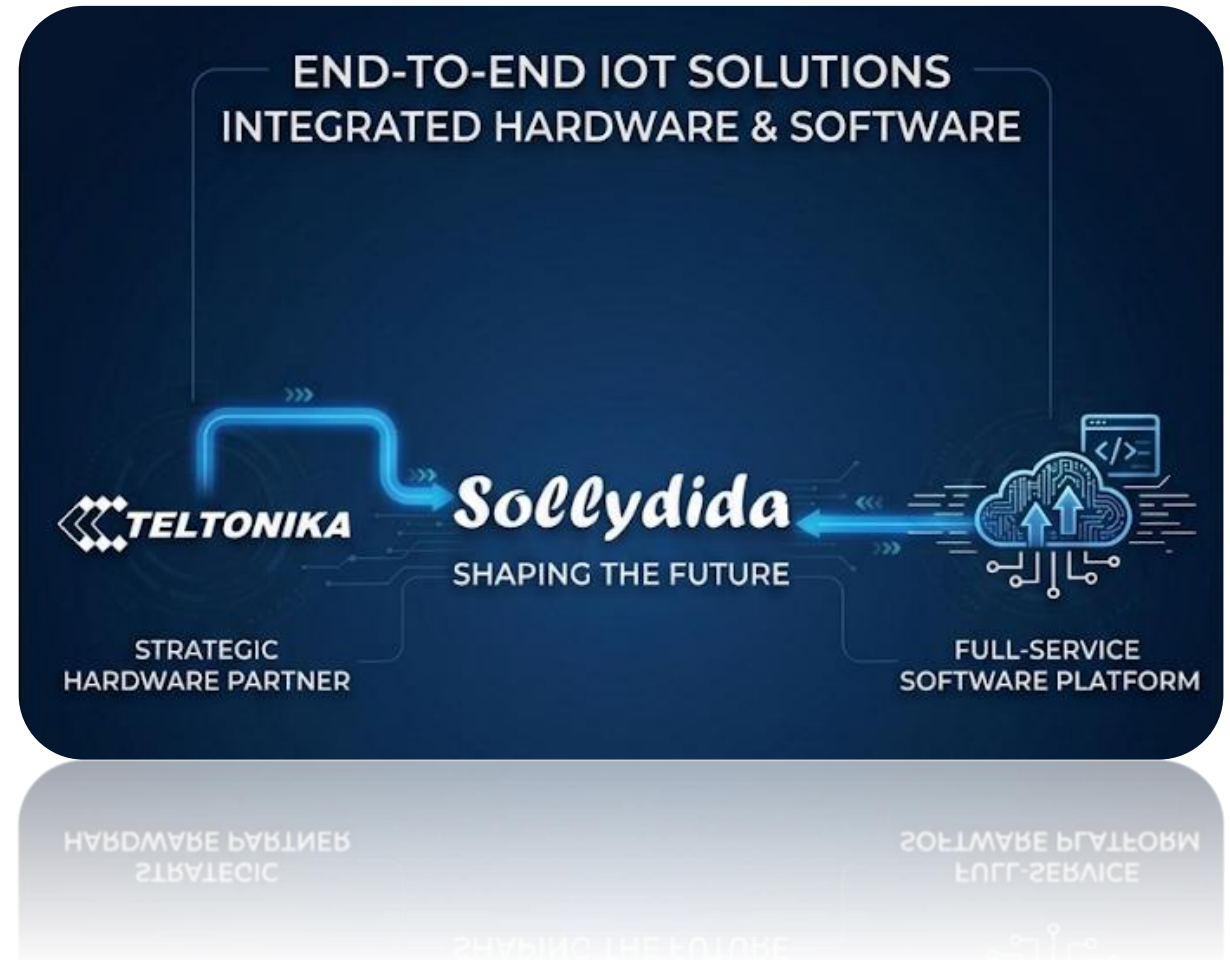 END-TO-END IOT SOLUTIONS
INTEGRATED HARDWARE & SOFTWARE
TELTONIKA
Sollydida
SHAPING THE FUTURE
</>
STRATEGIC
HARDWARE PARTNER
FULL-SERVICE
SOFTWARE PLATFORM